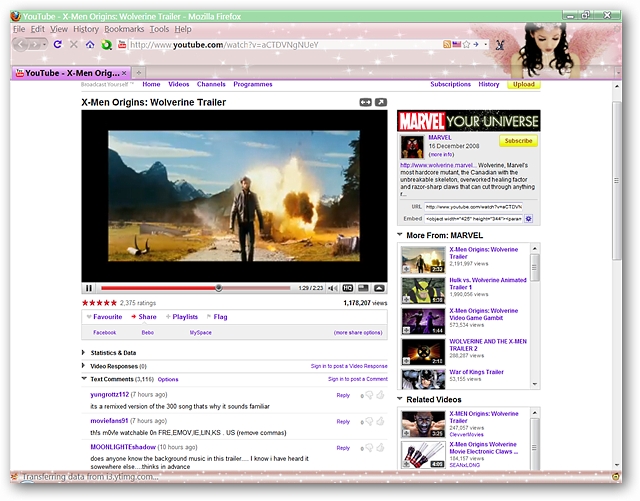 YouTube - X-Men Origins: Wolverine Trailer - Mozilla Firefox
File Edit View History Bookmarks Tools Help
http://www.youtube.com/watch?v=aCTDVNgNUeY
YouTube - X-Men Orig...
Broadcast Yourself ™ Home Videos Channels Programmes Subscriptions History Upload
X-Men Origins: Wolverine Trailer
1:29 / 2:23 HQ
2,375 ratings 1,178,207 views
Favourite Share Playlists Flag
Facebook Bebo MySpace (more share options)
Statistics & Data
Video Responses (0) Sign in to post a Video Response
Text Comments (3,116) Options Sign in to post a Comment
yungrottz112 (7 hours ago) Reply 0
its a remixed version of the 300 song thats why it sounds familiar
moviefans91 (7 hours ago) Reply 0
th!s m0v!e watchable 0n FRE,EMOV,IE,LIN,KS . US (remove commas)
MOONLIGHTEshadow (10 hours ago) Reply 0
does anyone know the background music in this trailer.... I know i have heard it
sowewhere else....thinks in advance
MARVEL YOUR UNIVERSE
MARVEL
16 December 2008
(more info)
Subscribe
http://www.wolverine.marvel... Wolverine, Marvel's
most hardcore mutant, the Canadian with the
unbreakable skeleton, overworked healing factor
and razor-sharp claws that can cut through anything
r...
URL http://www.youtube.com/watch?v=aCTDVN
Embed <object width="425" height="344"><param
More From: MARVEL
X-Men Origins: Wolverine
Trailer
2,191,997 views
2:32
Hulk vs. Wolverine Animated
Trailer 1
1,990,056 views
1:38
X-Men Origins: Wolverine
Video Game Gambit
573,534 views
1:44
WOLVERINE AND THE X-MEN
TRAILER 2
288,287 views
2:18
War of Kings Trailer
53,155 views
Related Videos
X-MEN Origins: Wolverine
247,057 views
ClevverMovies
3:25
X-Men Origins Wolverine
Movie Electronic Claws ...
184,157 views
SEANxLONG
4:05
Transferring data from i3.ytimg.com...